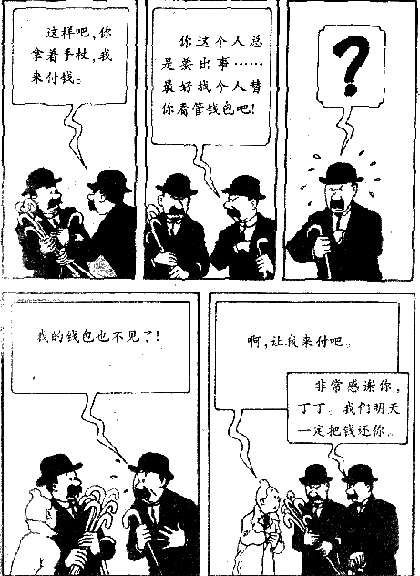 这样吧，你
拿着手杖，我
来付钱。
你这个人总
是要出事……
最好找个人替
你看管钱包吧！
?
我的钱包也不见了！
啊，让我来付吧。
非常感谢你，
丁丁。我们明天
一定把钱还你。